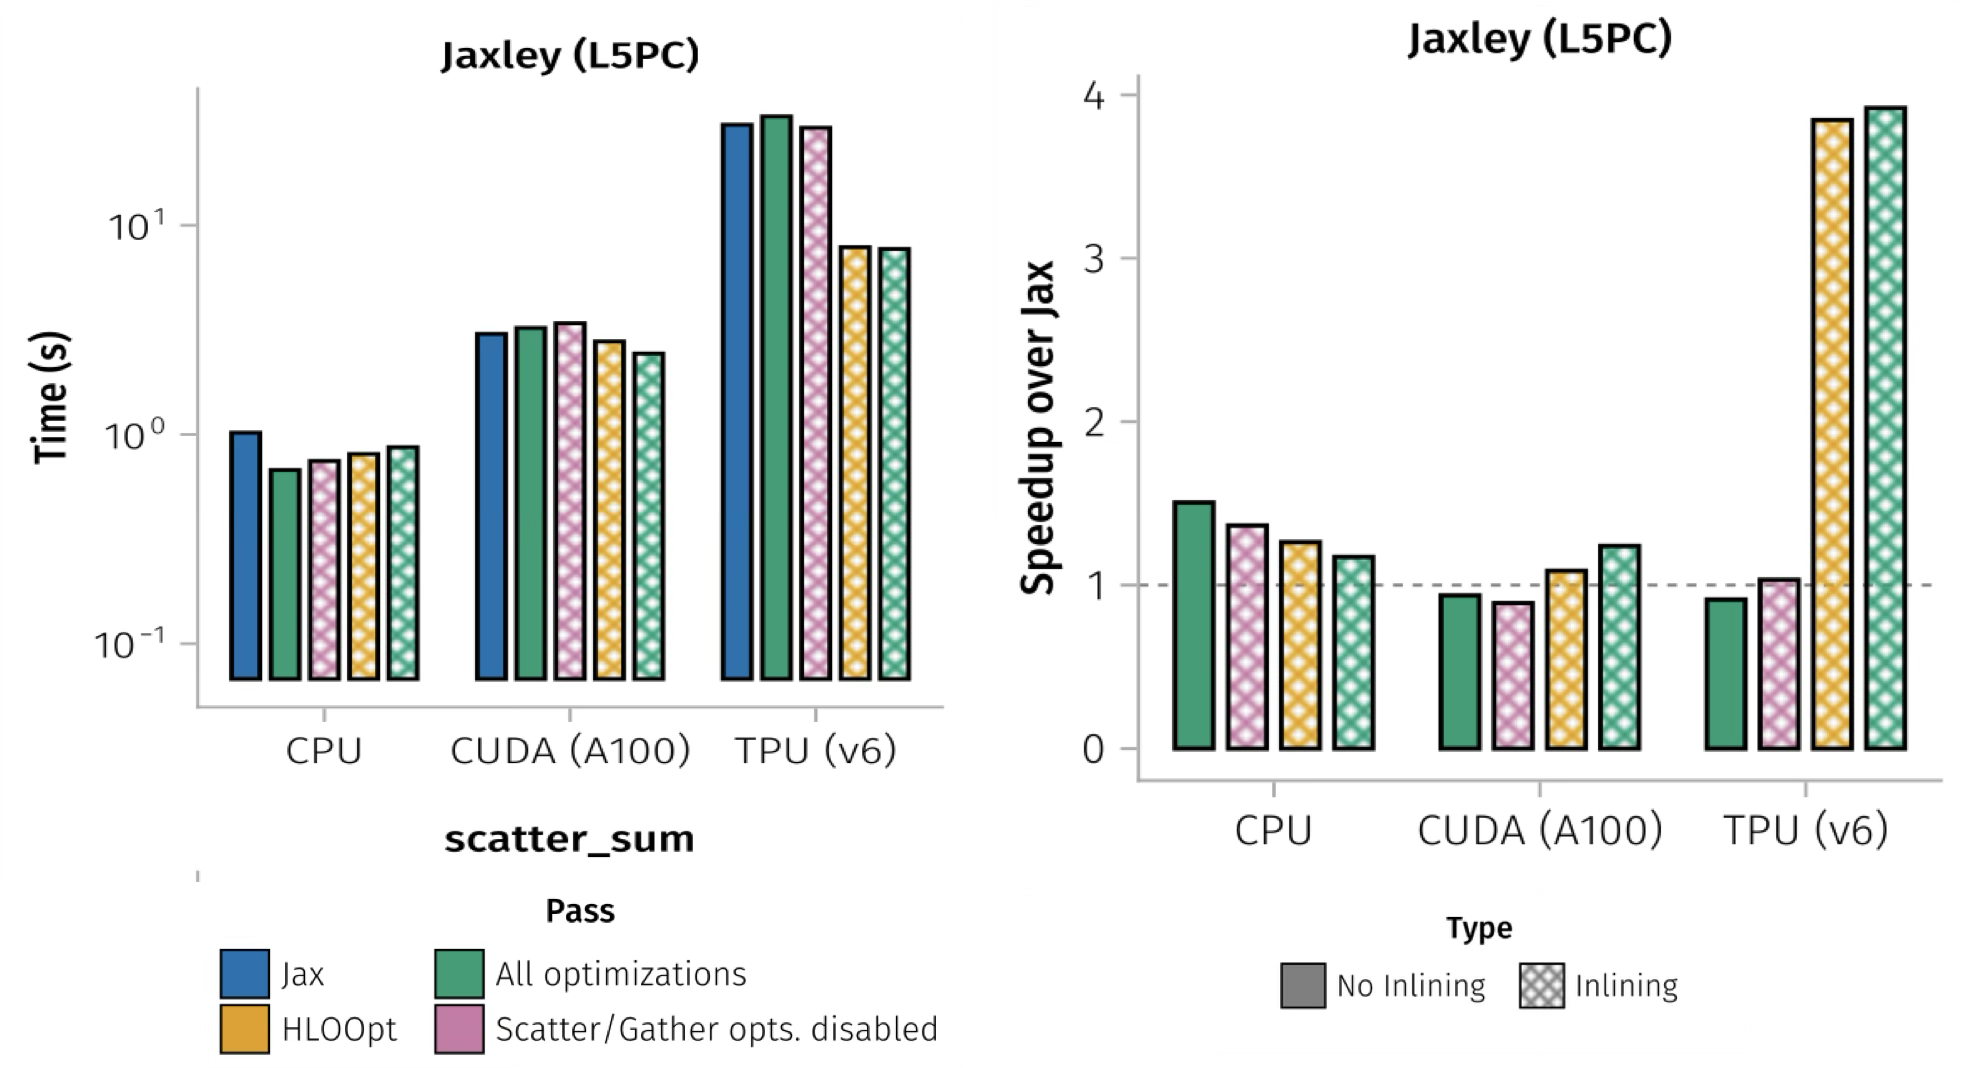 Jaxley (L5PC)
Time (s)
10¹
10⁰
10⁻¹
CPU
CUDA (A100)
TPU (v6)
scatter_sum
Pass
Jax
All optimizations
HLOOpt
Scatter/Gather opts. disabled
Jaxley (L5PC)
Speedup over Jax
4
3
2
1
0
CPU
CUDA (A100)
TPU (v6)
Type
No Inlining
Inlining